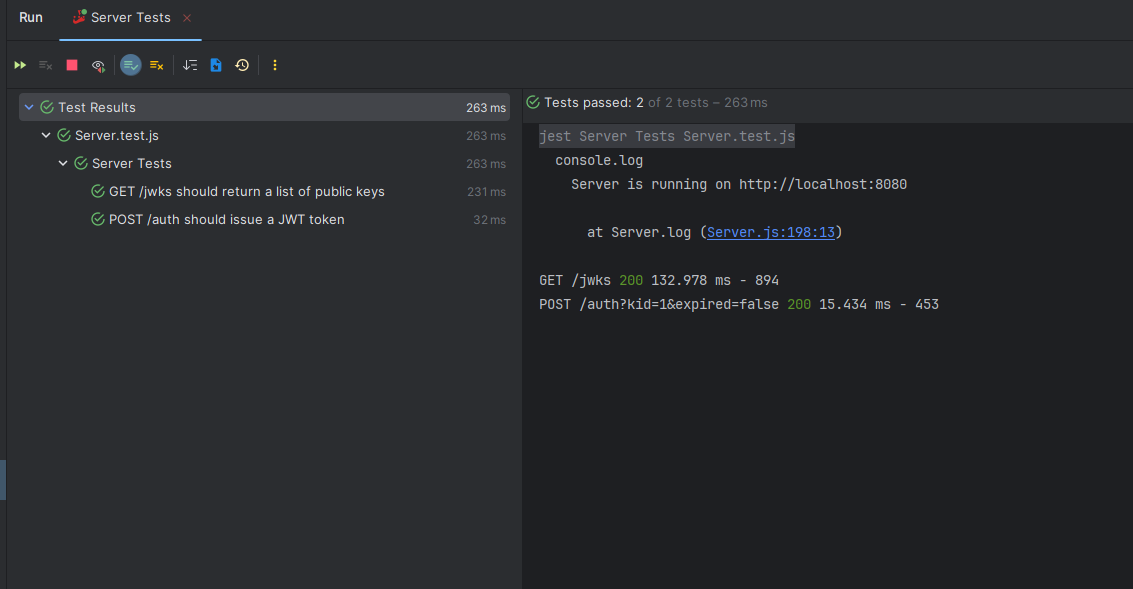 Run Server Tests
Test Results 263 ms
Server.test.js 263 ms
Server Tests 263 ms
GET /jwks should return a list of public keys 231 ms
POST /auth should issue a JWT token 32 ms
Tests passed: 2 of 2 tests – 263 ms
jest Server Tests Server.test.js
console.log
Server is running on http://localhost:8080
at Server.log (Server.js:198:13)
GET /jwks 200 132.978 ms - 894
POST /auth?kid=1&expired=false 200 15.434 ms - 453